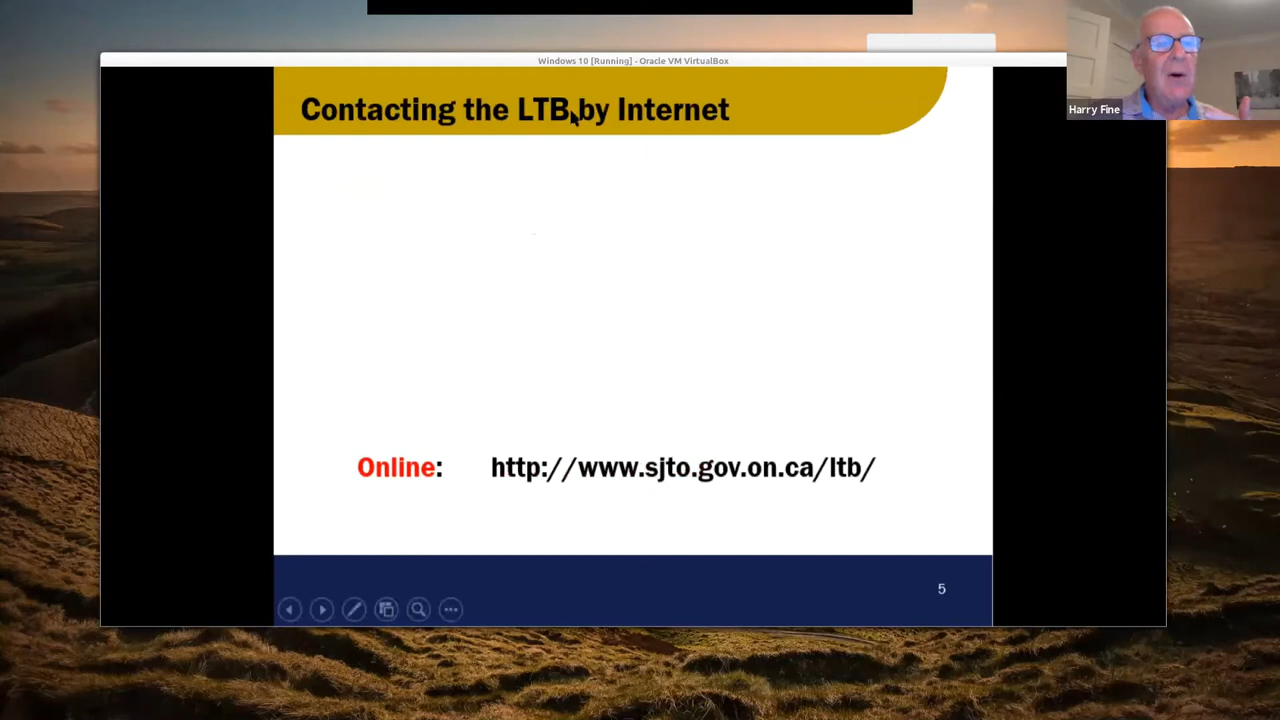 Windows 10 [Running] - Oracle VM VirtualBox
Contacting the LTB by Internet
Harry Fine
Online: http://www.sjto.gov.on.ca/ltb/
5